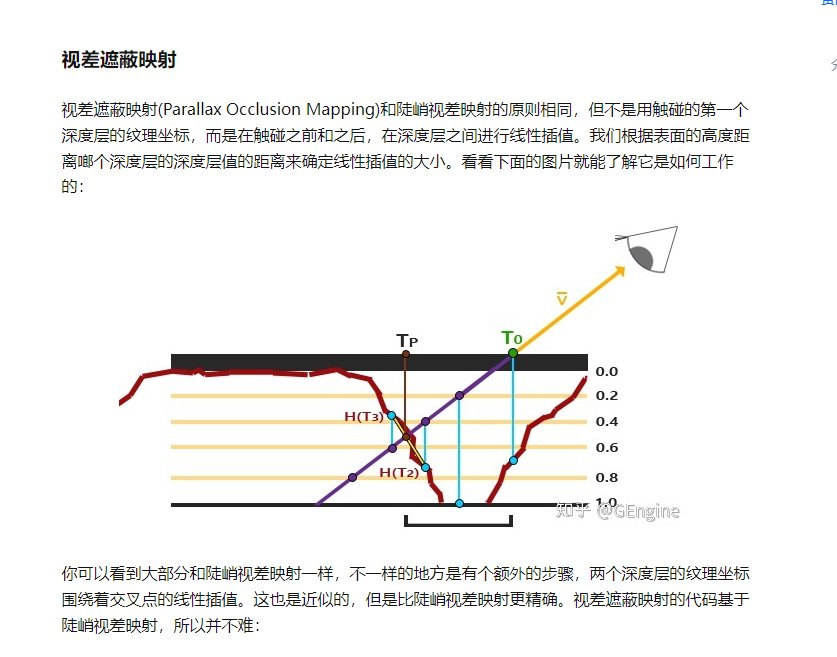 视差遮蔽映射
视差遮蔽映射(Parallax Occlusion Mapping)和陡峭视差映射的原则相同，但不是用触碰的第一个
深度层的纹理坐标，而是在触碰之前和之后，在深度层之间进行线性插值。我们根据表面的高度距
离啷个深度层的深度层值的距离来确定线性插值的大小。看看下面的图片就能了解它是如何工作
的：
V̄
TP
T0
0.0
0.2
H(T3)
0.4
0.6
H(T2)
0.8
1.0
知乎 @GEngine
你可以看到大部分和陡峭视差映射一样，不一样的地方是有个额外的步骤，两个深度层的纹理坐标
围绕着交叉点的线性插值。这也是近似的，但是比陡峭视差映射更精确。视差遮蔽映射的代码基于
陡峭视差映射，所以并不难：